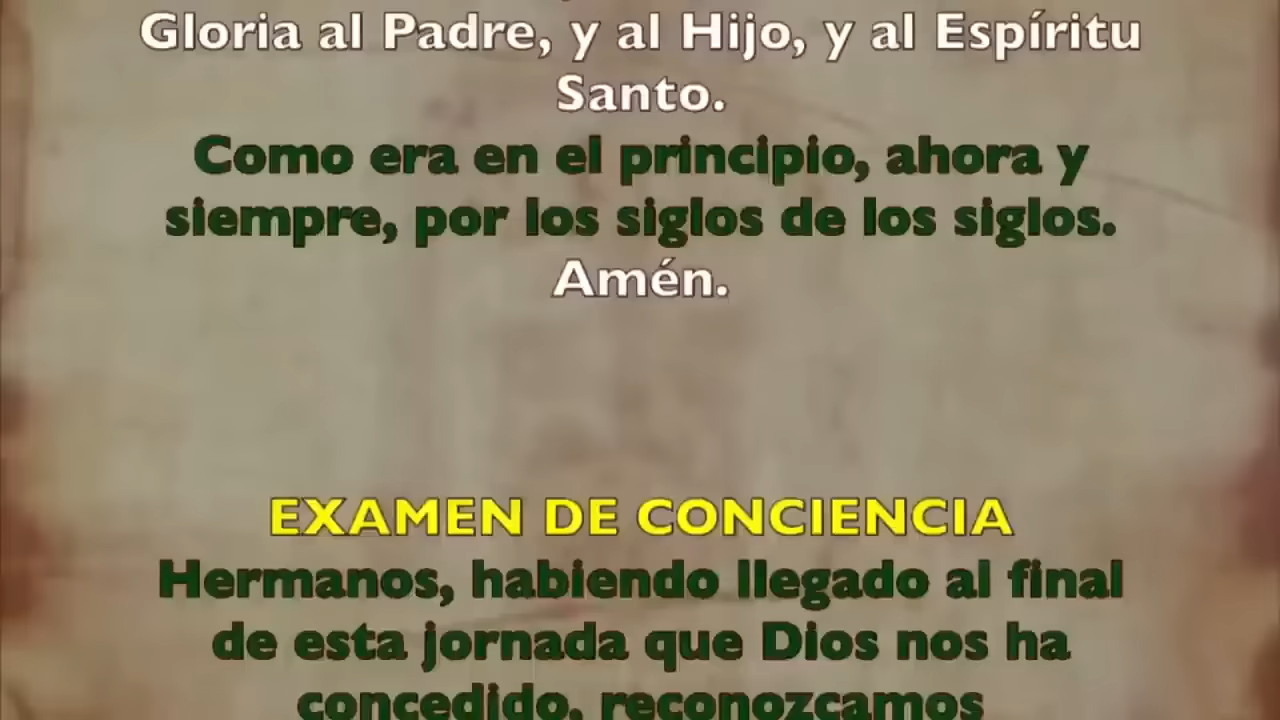 Gloria al Padre, y al Hijo, y al Espíritu
Santo.
Como era en el principio, ahora y
siempre, por los siglos de los siglos.
Amén.
EXAMEN DE CONCIENCIA
Hermanos, habiendo llegado al final
de esta jornada que Dios nos ha
concedido, reconozcamos